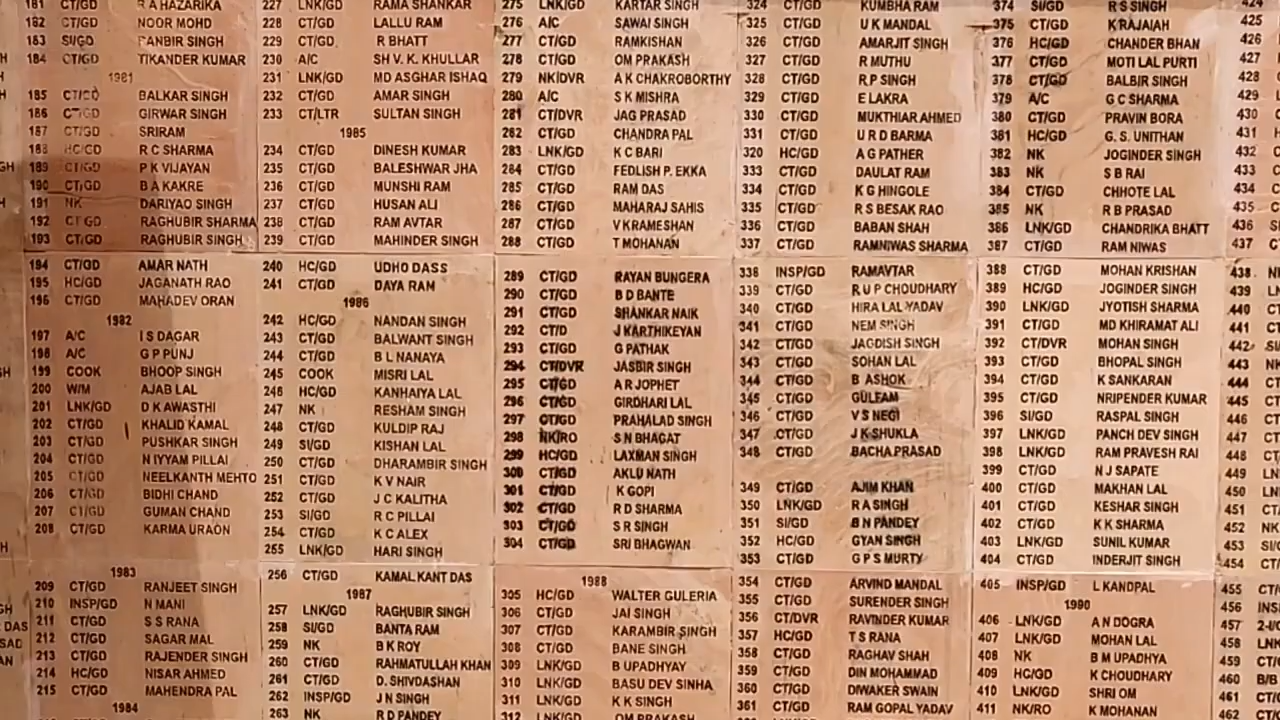 181 CT/GD R A HAZARIKA
182 CT/GD NOOR MOHD
183 SI/GD TANBIR SINGH
184 CT/GD TIKANDER KUMAR
1981
185 CT/GD BALKAR SINGH
186 CT/GD GIRWAR SINGH
187 CT/GD SRIRAM
188 HC/GD R C SHARMA
189 CT/GD P K VIJAYAN
190 CT/GD B A KAKRE
191 NK DARIYAO SINGH
192 CT GD RAGHUBIR SHARMA
193 CT/GD RAGHUBIR SINGH
194 CT/GD AMAR NATH
195 HC/GD JAGANATH RAO
196 CT/GD MAHADEV ORAN
1982
197 A/C I S DAGAR
198 A/C G P PUNJ
199 COOK BHOOP SINGH
200 W/M AJAB LAL
201 LNK/GD D K AWASTHI
202 CT/GD KHALID KAMAL
203 CT/GD PUSHKAR SINGH
204 CT/GD N IYYAM PILLAI
205 CT/GD NEELKANTH MEHTO
206 CT/GD BIDHI CHAND
207 CT/GD GUMAN CHAND
208 CT/GD KARMA URAON
1983
209 CT/GD RANJEET SINGH
210 INSP/GD N MANI
211 CT/GD S S RANA
212 CT/GD SAGAR MAL
213 CT/GD RAJENDER SINGH
214 HC/GD NISAR AHMED
215 CT/GD MAHENDRA PAL
1984
227 LNK/GD RAMA SHANKAR
228 CT/GD LALLU RAM
229 CT/GD R BHATT
230 A/C SH V. K. KHULLAR
231 LNK/GD MD ASGHAR ISHAQ
232 CT/GD AMAR SINGH
233 CT/LTR SULTAN SINGH
1985
234 CT/GD DINESH KUMAR
235 CT/GD BALESHWAR JHA
236 CT/GD MUNSHI RAM
237 CT/GD HUSAN ALI
238 CT/GD RAM AVTAR
239 CT/GD MAHINDER SINGH
240 HC/GD UDHO DASS
241 CT/GD DAYA RAM
1986
242 HC/GD NANDAN SINGH
243 CT/GD BALWANT SINGH
244 CT/GD B L NANAYA
245 COOK MISRI LAL
246 HC/GD KANHAIYA LAL
247 NK RESHAM SINGH
248 CT/GD KULDIP RAJ
249 SI/GD KISHAN LAL
250 CT/GD DHARAMBIR SINGH
251 CT/GD K V NAIR
252 CT/GD J C KALITHA
253 SI/GD R C PILLAI
254 CT/GD K C ALEX
265 LNK/GD HARI SINGH
256 CT/GD KAMAL KANT DAS
1987
257 LNK/GD RAGHUBIR SINGH
258 SI/GD BANTA RAM
259 NK B K ROY
260 CT/GD RAHMATULLAH KHAN
261 CT/GD D. SHIVDASHAN
262 INSP/GD J N SINGH
263 NK R D PANDEY
275 LNK/GD KARTAR SINGH
276 A/C SAWAI SINGH
277 CT/GD RAMKISHAN
278 CT/GD OM PRAKASH
279 NK/DVR A K CHAKROBORTHY
280 A/C S K MISHRA
281 CT/DVR JAG PRASAD
282 CT/GD CHANDRA PAL
283 LNK/GD K C BARI
284 CT/GD FEDLISH P. EKKA
285 CT/GD RAM DAS
286 CT/GD MAHARAJ SAHIS
287 CT/GD V KRAMESHAN
288 CT/GD T MOHANAN
289 CT/GD RAYAN BUNGERA
290 CT/GD B D BANTE
291 CT/GD SHANKAR NAIK
292 CT/D J KARTHIKEYAN
293 CT/GD G PATHAK
294 CT/DVR JASBIR SINGH
295 CT/GD A R JOPHET
296 CT/GD GIRDHARI LAL
297 CT/GD PRAHALAD SINGH
298 NK/RO S N BHAGAT
299 HC/GD LAXMAN SINGH
300 CT/GD AKLU NATH
301 CT/GD K GOPI
302 CT/GD R D SHARMA
303 CT/GD S R SINGH
304 CT/GD SRI BHAGWAN
1988
305 HC/GD WALTER GULERIA
306 CT/GD JAI SINGH
307 CT/GD KARAMBIR SINGH
308 CT/GD BANE SINGH
309 LNK/GD B UPADHYAY
310 LNK/GD BASU DEV SINHA
311 LNK/GD K K SINGH
312 LNK/GD OM PRAKASH
324 CT/GD KUMBHA RAM
325 CT/GD U K MANDAL
326 CT/GD AMARJIT SINGH
327 CT/GD R MUTHU
328 CT/GD R P SINGH
329 CT/GD E LAKRA
330 CT/GD MUKTHIAR AHMED
331 CT/GD U R D BARMA
320 HC/GD A G PATHER
333 CT/GD DAULAT RAM
334 CT/GD K G HINGOLE
335 CT/GD R S BESAK RAO
336 CT/GD BABAN SHAH
337 CT/GD RAMNIWAS SHARMA
338 INSP/GD RAMAVTAR
339 CT/GD R U P CHOUDHARY
340 CT/GD HIRA LAL YADAV
341 CT/GD NEM SINGH
342 CT/GD JAGDISH SINGH
343 CT/GD SOHAN LAL
344 CT/GD B ASHOK
345 CT/GD GULEAM
346 CT/GD V S NEGI
347 CT/GD J K SHUKLA
348 CT/GD BACHA PRASAD
349 CT/GD AJIM KHAN
350 LNK/GD R A SINGH
351 SI/GD B N PANDEY
352 HC/GD GYAN SINGH
353 CT/GD G P S MURTY
354 CT/GD ARVIND MANDAL
355 CT/GD SURENDER SINGH
356 CT/DVR RAVINDER KUMAR
357 HC/GD T S RANA
358 CT/GD RAGHAV SHAH
359 CT/GD DIN MOHAMMAD
360 CT/GD DIWAKER SWAIN
361 CT/GD RAM GOPAL YADAV
374 SI/GD R S SINGH
375 CT/GD K RAJAIAH
376 HC/GD CHANDER BHAN
377 CT/GD MOTI LAL PURTI
378 CT/GD BALBIR SINGH
379 A/C G C SHARMA
380 CT/GD PRAVIN BORA
381 HC/GD G. S. UNITHAN
382 NK JOGINDER SINGH
383 NK S B RAI
384 CT/GD CHHOTE LAL
385 NK R B PRASAD
386 LNK/GD CHANDRIKA BHATT
387 CT/GD RAM NIWAS
388 CT/GD MOHAN KRISHAN
389 HC/GD JOGINDER SINGH
390 LNK/GD JYOTISH SHARMA
391 CT/GD MD KHIRAMAT ALI
392 CT/DVR MOHAN SINGH
393 CT/GD BHOPAL SINGH
394 CT/GD K SANKARAN
395 CT/GD NRIPENDER KUMAR
396 SI/GD RASPAL SINGH
397 LNK/GD PANCH DEV SINGH
398 LNK/GD RAM PRAVESH RAI
399 CT/GD N J SAPATE
400 CT/GD MAKHAN LAL
401 CT/GD KESHAR SINGH
402 CT/GD K K SHARMA
403 LNK/GD SUNIL KUMAR
404 CT/GD INDERJIT SINGH
405 INSP/GD L KANDPAL
1990
406 LNK/GD A N DOGRA
407 LNK/GD MOHAN LAL
408 NK B M UPADHYA
409 HC/GD K CHOUDHARY
410 LNK/GD SHRI OM
411 NK/RO K MOHANAN
424
425
426
427
428
429
430
431
432
433
434
435
436
437
438
439
440
441
442
443
444
445
446
447
448
449
450
451
452
453
454
455
456
457
458
459
460 B/B
461
462